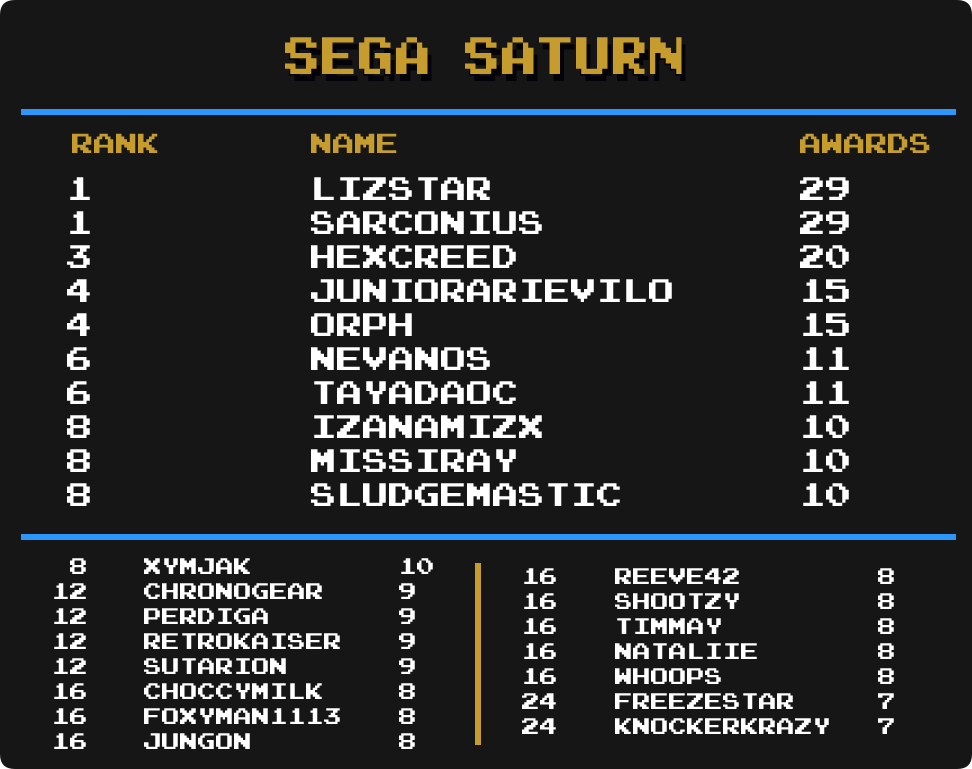 SEGA SATURN
RANK NAME AWARDS
1 LIZSTAR 29
1 SARCONIUS 29
3 HEXCREED 20
4 JUNIORARIEVILO 15
4 ORPH 15
6 NEVANOS 11
6 TAYADAOC 11
8 IZANAMIZX 10
8 MISSIRAY 10
8 SLUDGEMASTIC 10
8 XYMJAK 10
12 CHRONOGEAR 9
12 PERDIGA 9
12 RETROKAISER 9
12 SUTARION 9
16 CHOCCYMILK 8
16 FOXYMAN1113 8
16 JUNGON 8
16 REEVE42 8
16 SHOOTZY 8
16 TIMMAY 8
16 NATALIIE 8
16 WHOOPS 8
24 FREEZESTAR 7
24 KNOCKERKRAZY 7